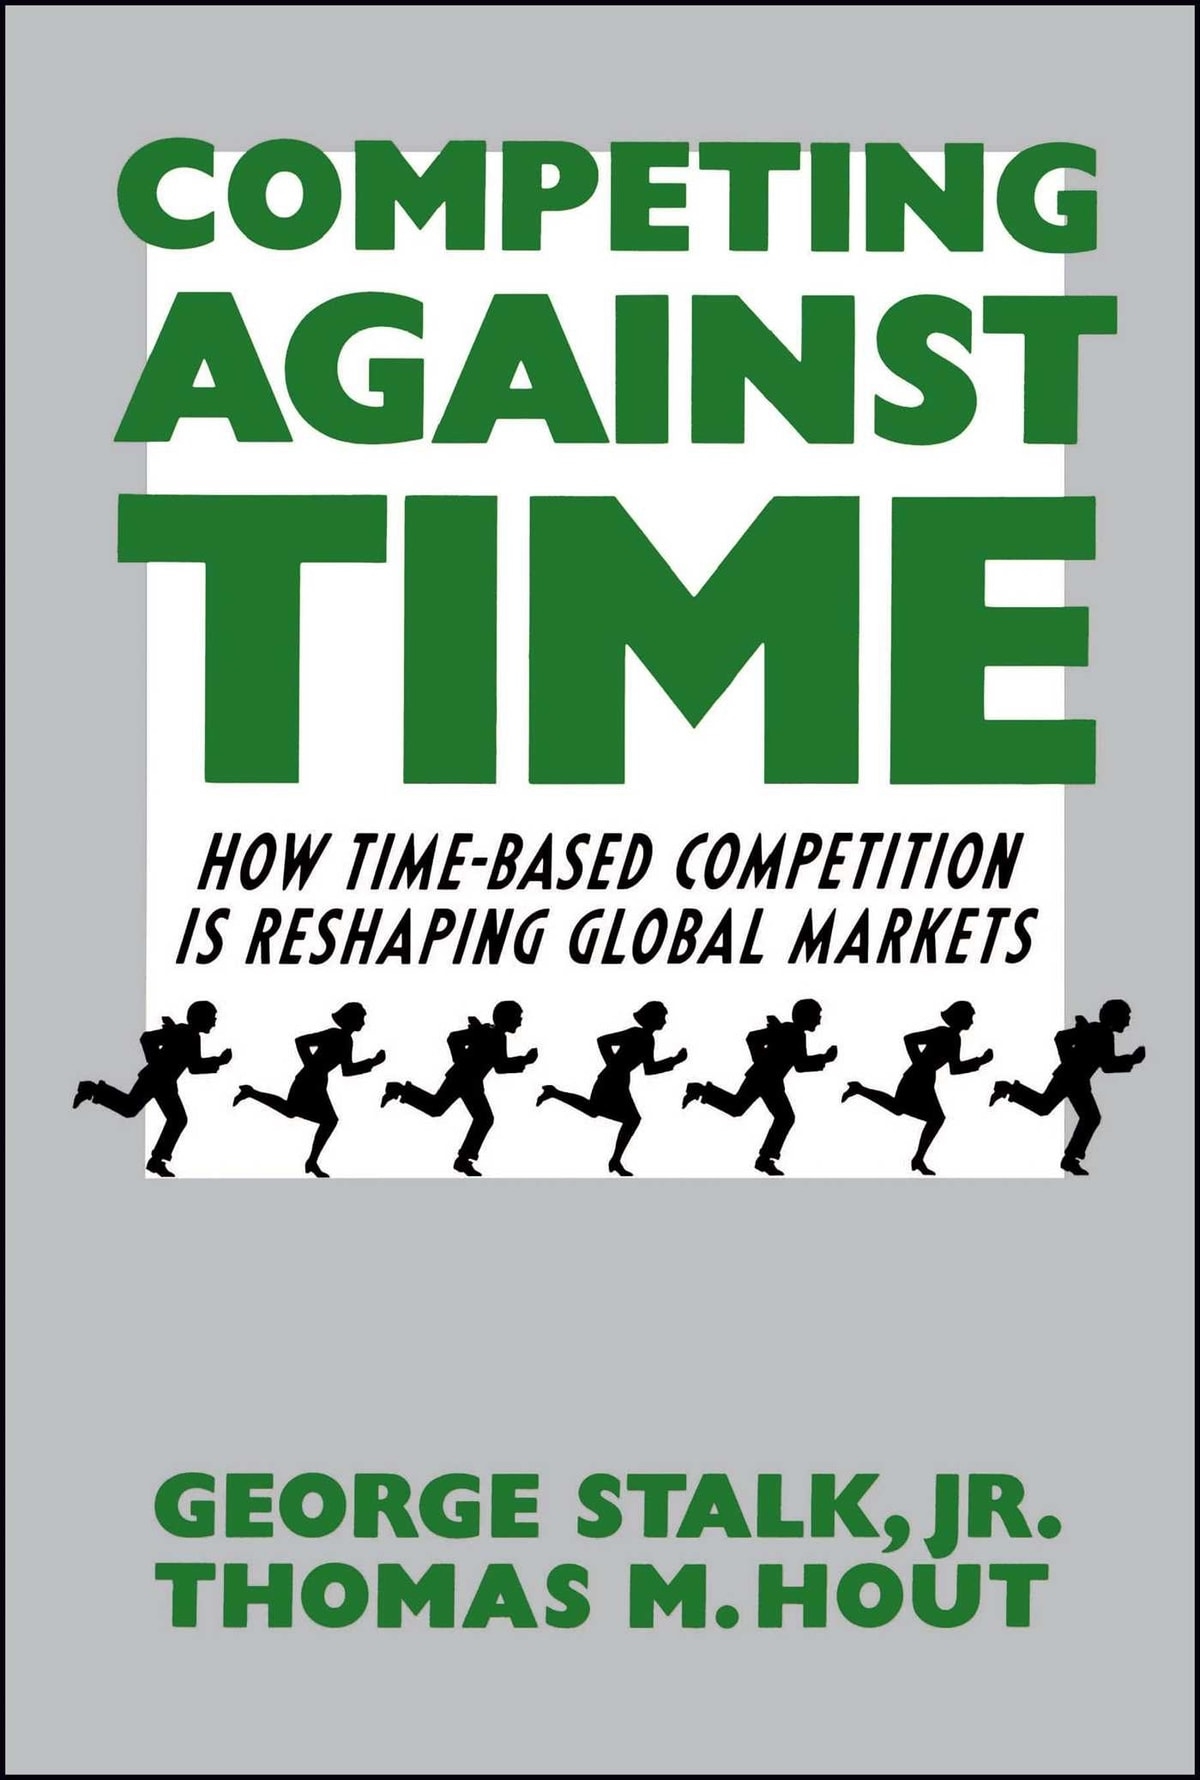 COMPETING
AGAINST
TIME
HOW TIME-BASED COMPETITION
IS RESHAPING GLOBAL MARKETS
GEORGE STALK, JR.
THOMAS M. HOUT